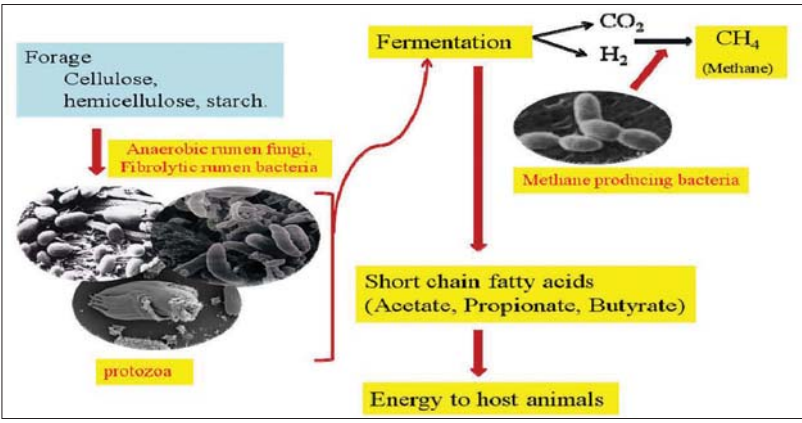 Forage
Cellulose,
hemicellulose, starch.
Anaerobic rumen fungi,
Fibrolytic rumen bacteria
protozoa
Fermentation
CO2
H2
CH4
(Methane)
Methane producing bacteria
Short chain fatty acids
(Acetate, Propionate, Butyrate)
Energy to host animals